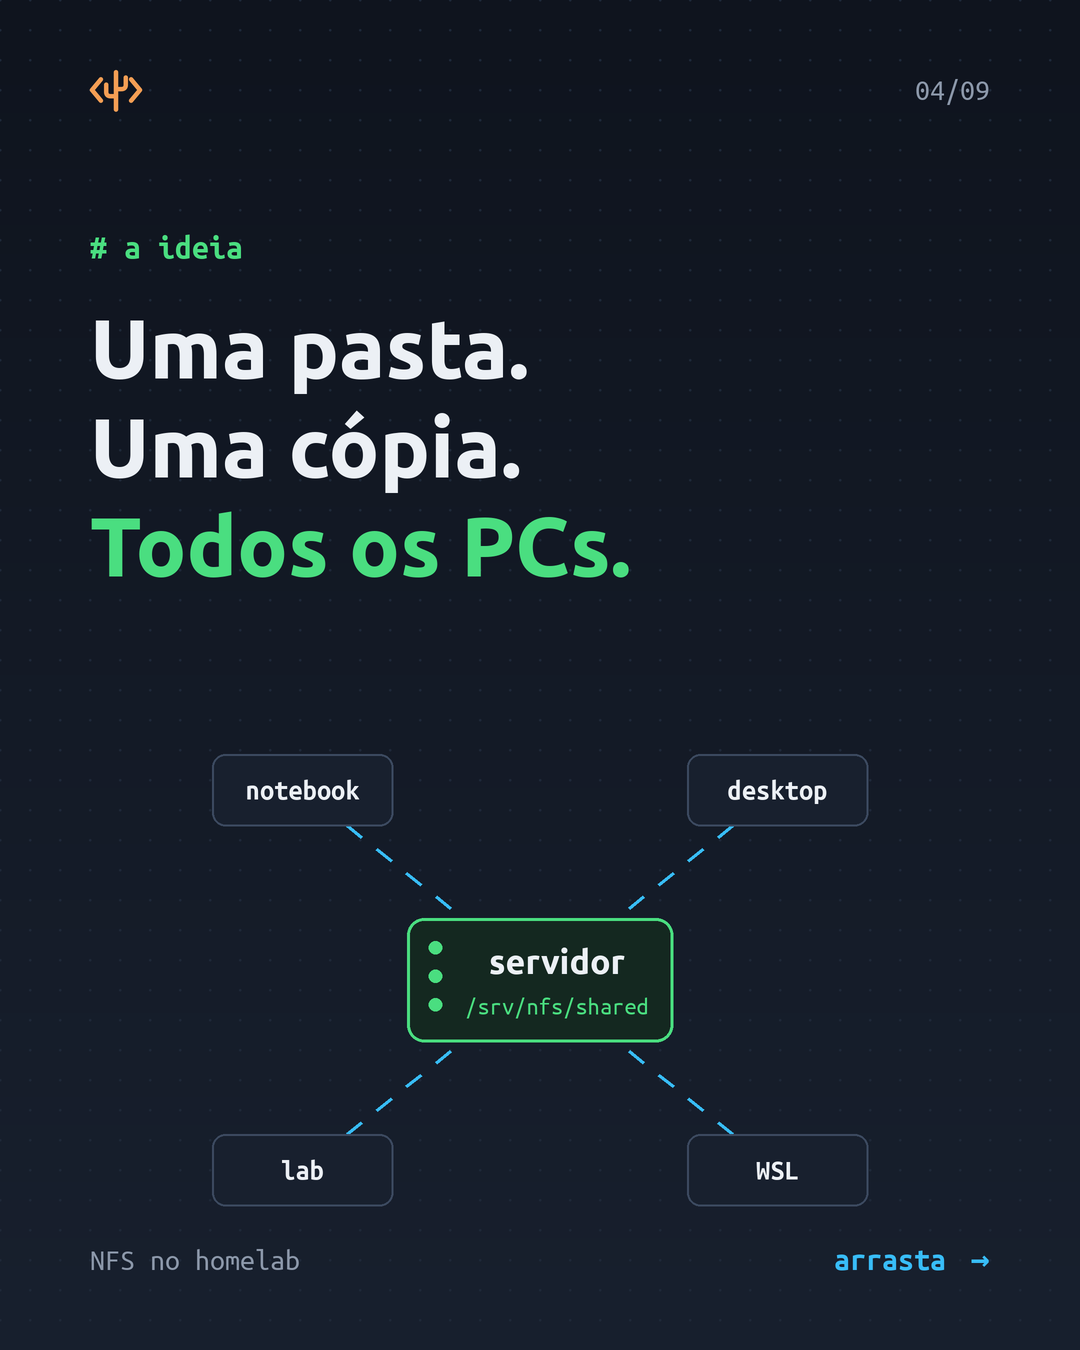 04/09
# a ideia
Uma pasta.
Uma cópia.
Todos os PCs.
notebook
desktop
servidor
/srv/nfs/shared
lab
WSL
NFS no homelab
arrasta →